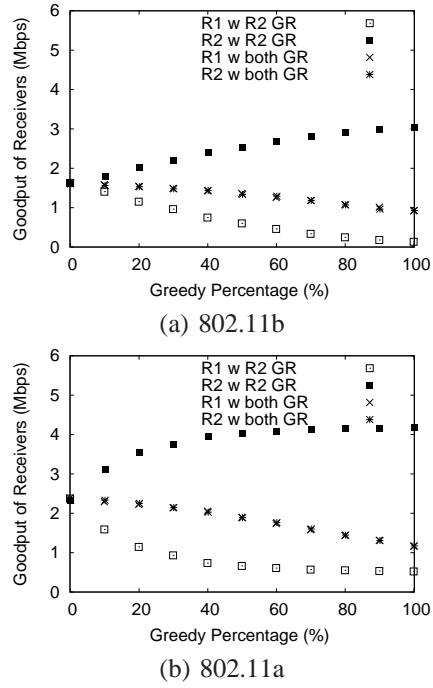 6
5
4
3
2
1
0
Goodput of Receivers (Mbps)
R1 w R2 GR
R2 w R2 GR
R1 w both GR
R2 w both GR
0 20 40 60 80 100
Greedy Percentage (%)
(a) 802.11b
6
5
4
3
2
1
0
Goodput of Receivers (Mbps)
R1 w R2 GR
R2 w R2 GR
R1 w both GR
R2 w both GR
0 20 40 60 80 100
Greedy Percentage (%)
(b) 802.11a